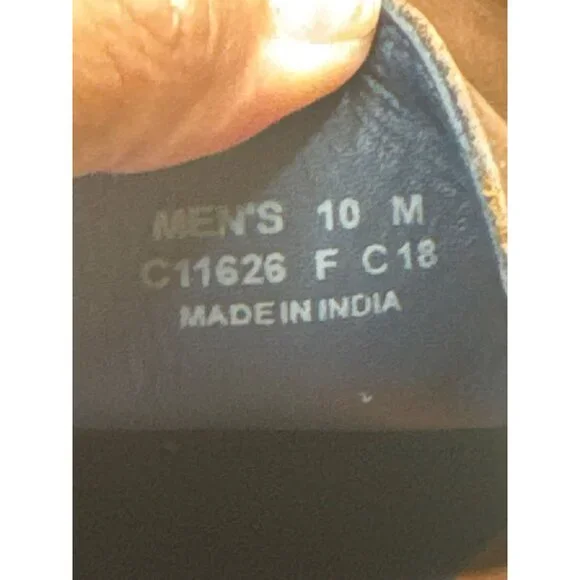 MEN'S 10 M
C11626 F C18
MADE IN INDIA